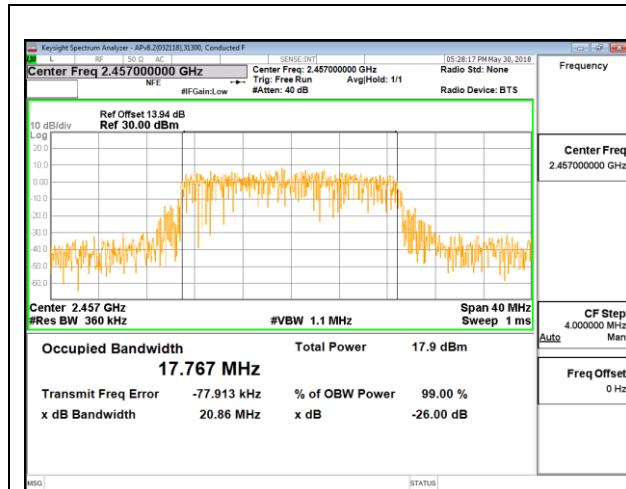 Keysight Spectrum Analyzer - APv8.2(032118),31300, Conducted F
L RF 50 Ω AC SENSE:INT 05:28:17 PM May 30, 2018
Center Freq 2.457000000 GHz Center Freq: 2.457000000 GHz Radio Std: None Frequency
NFE Trig: Free Run Avg|Hold: 1/1
#IFGain:Low #Atten: 40 dB Radio Device: BTS
Ref Offset 13.94 dB
10 dB/div Ref 30.00 dBm
Log
20.0
10.0
0.00
-10.0
-20.0
-30.0
-40.0
-50.0
-60.0
Center Freq
2.457000000 GHz
Center 2.457 GHz Span 40 MHz
#Res BW 360 kHz #VBW 1.1 MHz Sweep 1 ms
CF Step
4.000000 MHz
Auto Man
Occupied Bandwidth Total Power 17.9 dBm
17.767 MHz
Freq Offset
0 Hz
Transmit Freq Error -77.913 kHz % of OBW Power 99.00 %
x dB Bandwidth 20.86 MHz x dB -26.00 dB
MSG STATUS